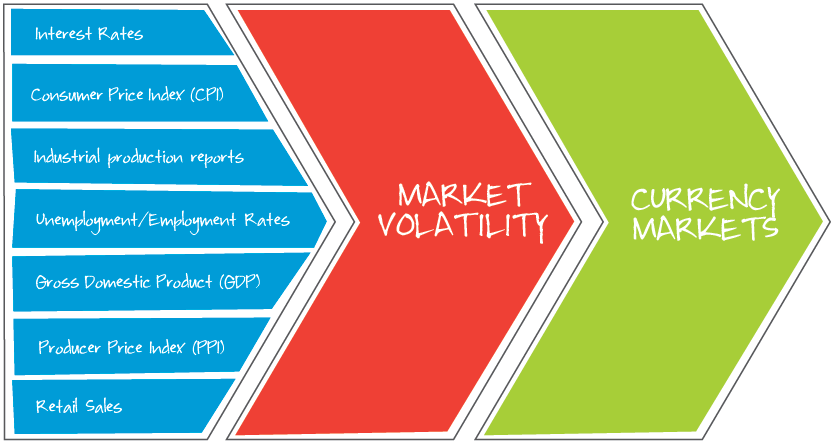 Interest Rates
Consumer Price Index (CPI)
Industrial production reports
Unemployment/Employment Rates
Gross Domestic Product (GDP)
Producer Price Index (PPI)
Retail Sales
MARKET
VOLATILITY
CURRENCY
MARKETS